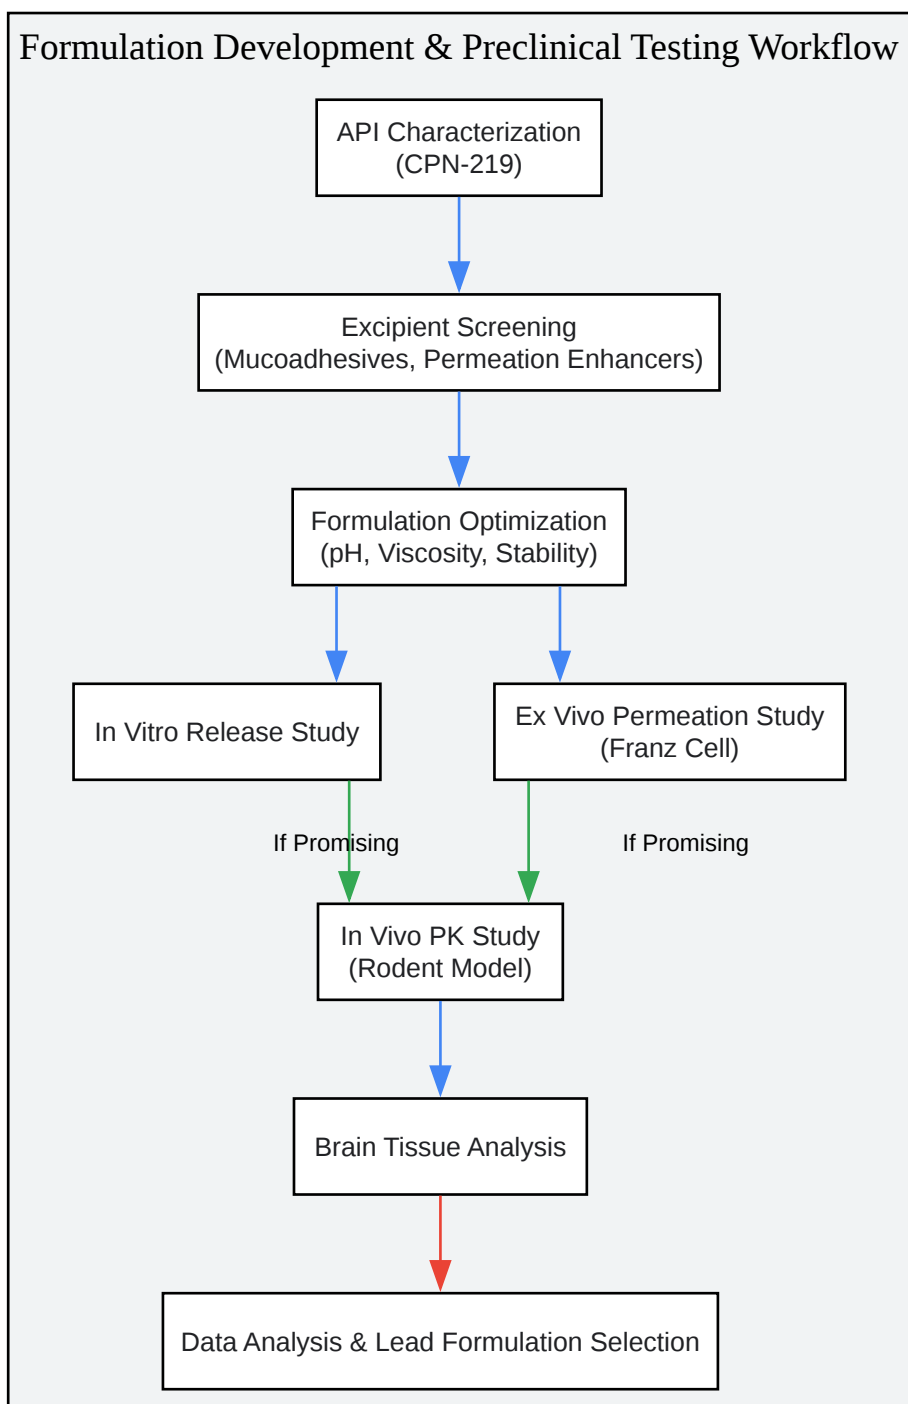 Formulation Development & Preclinical Testing Workflow
API Characterization
(CPN-219)
Excipient Screening
(Mucoadhesives, Permeation Enhancers)
Formulation Optimization
(pH, Viscosity, Stability)
In Vitro Release Study
Ex Vivo Permeation Study
(Franz Cell)
If Promising
If Promising
In Vivo PK Study
(Rodent Model)
Brain Tissue Analysis
Data Analysis & Lead Formulation Selection